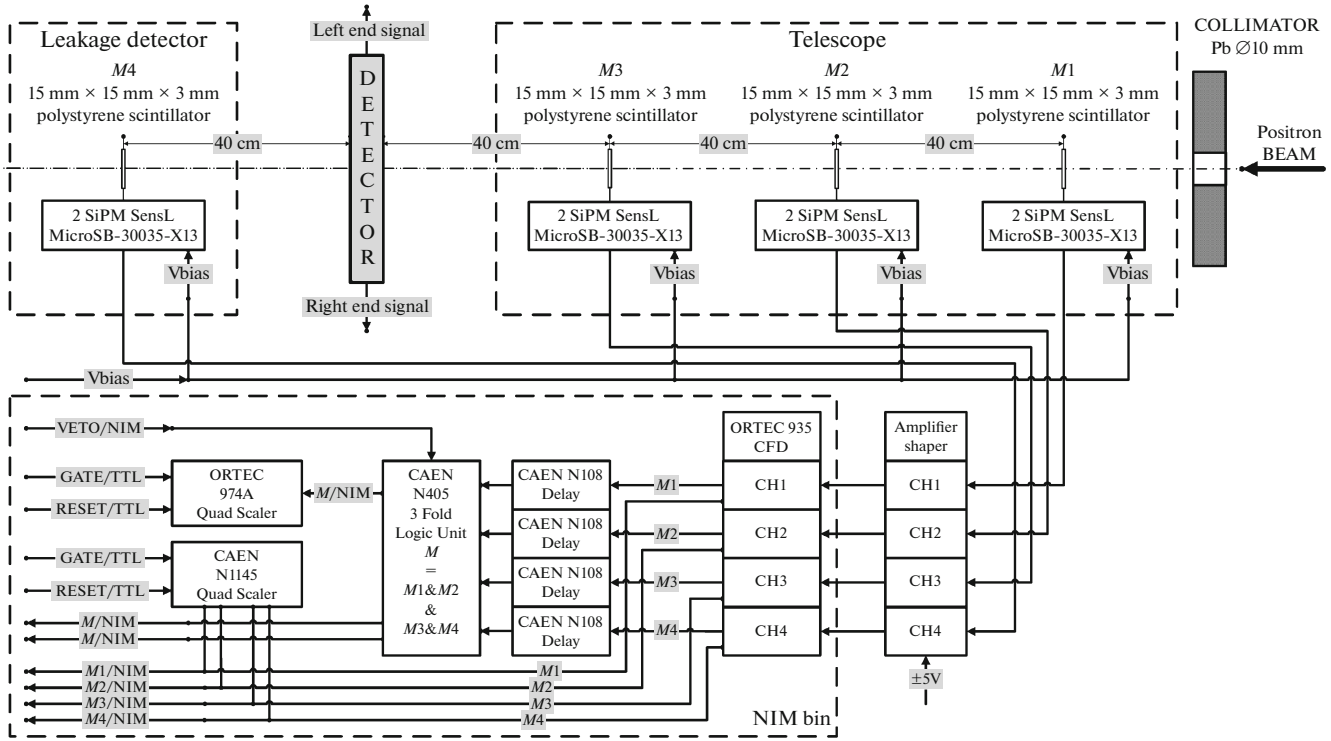 Leakage detector
M4
15 mm × 15 mm × 3 mm
polystyrene scintillator
40 cm
2 SiPM SensL
MicroSB-30035-X13
Vbias
Left end signal
DETECTOR
Right end signal
Telescope
M3
15 mm × 15 mm × 3 mm
polystyrene scintillator
M2
15 mm × 15 mm × 3 mm
polystyrene scintillator
M1
15 mm × 15 mm × 3 mm
polystyrene scintillator
40 cm
40 cm
40 cm
2 SiPM SensL
MicroSB-30035-X13
Vbias
2 SiPM SensL
MicroSB-30035-X13
Vbias
2 SiPM SensL
MicroSB-30035-X13
Vbias
COLLIMATOR
Pb ∅10 mm
Positron
BEAM
Vbias
VETO/NIM
GATE/TTL
RESET/TTL
ORTEC
974A
Quad Scaler
M/NIM
GATE/TTL
RESET/TTL
CAEN
N1145
Quad Scaler
CAEN
N405
3 Fold
Logic Unit
M
=
M1&M2
&
M3&M4
CAEN N108
Delay
CAEN N108
Delay
CAEN N108
Delay
CAEN N108
Delay
M1
M2
M3
M4
ORTEC 935
CFD
CH1
CH2
CH3
CH4
Amplifier
shaper
CH1
CH2
CH3
CH4
±5V
M/NIM
M/NIM
M1/NIM
M2/NIM
M3/NIM
M4/NIM
M1
M2
M3
M4
NIM bin